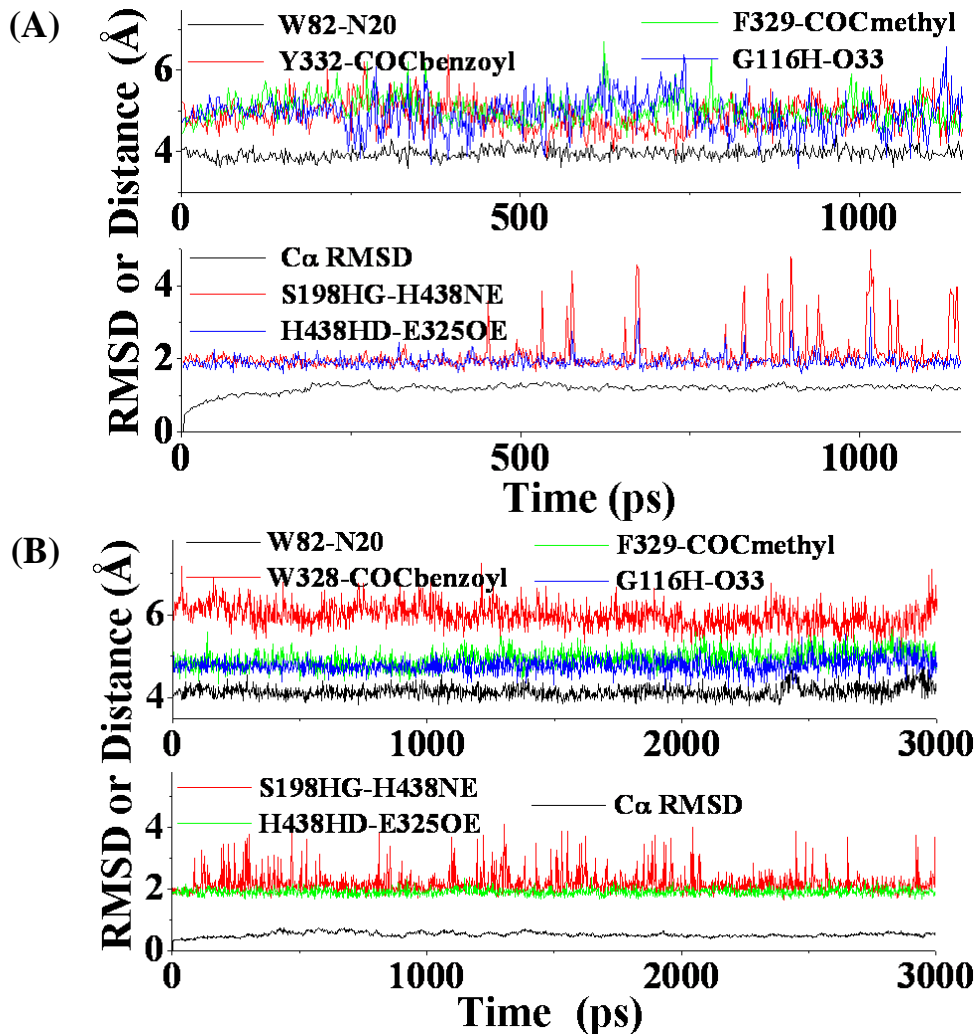 (A)
RMSD or Distance (Å)
W82-N20
F329-COCmethyl
Y332-COCbenzoyl
G116H-O33
6
4
0 500 1000
Cα RMSD
S198HG-H438NE
H438HD-E325OE
4
2
0
0 500 1000
Time (ps)
(B)
RMSD or Distance (Å)
W82-N20
F329-COCmethyl
W328-COCbenzoyl
G116H-O33
6
4
0 1000 2000 3000
S198HG-H438NE
Cα RMSD
H438HD-E325OE
4
2
0
0 1000 2000 3000
Time (ps)